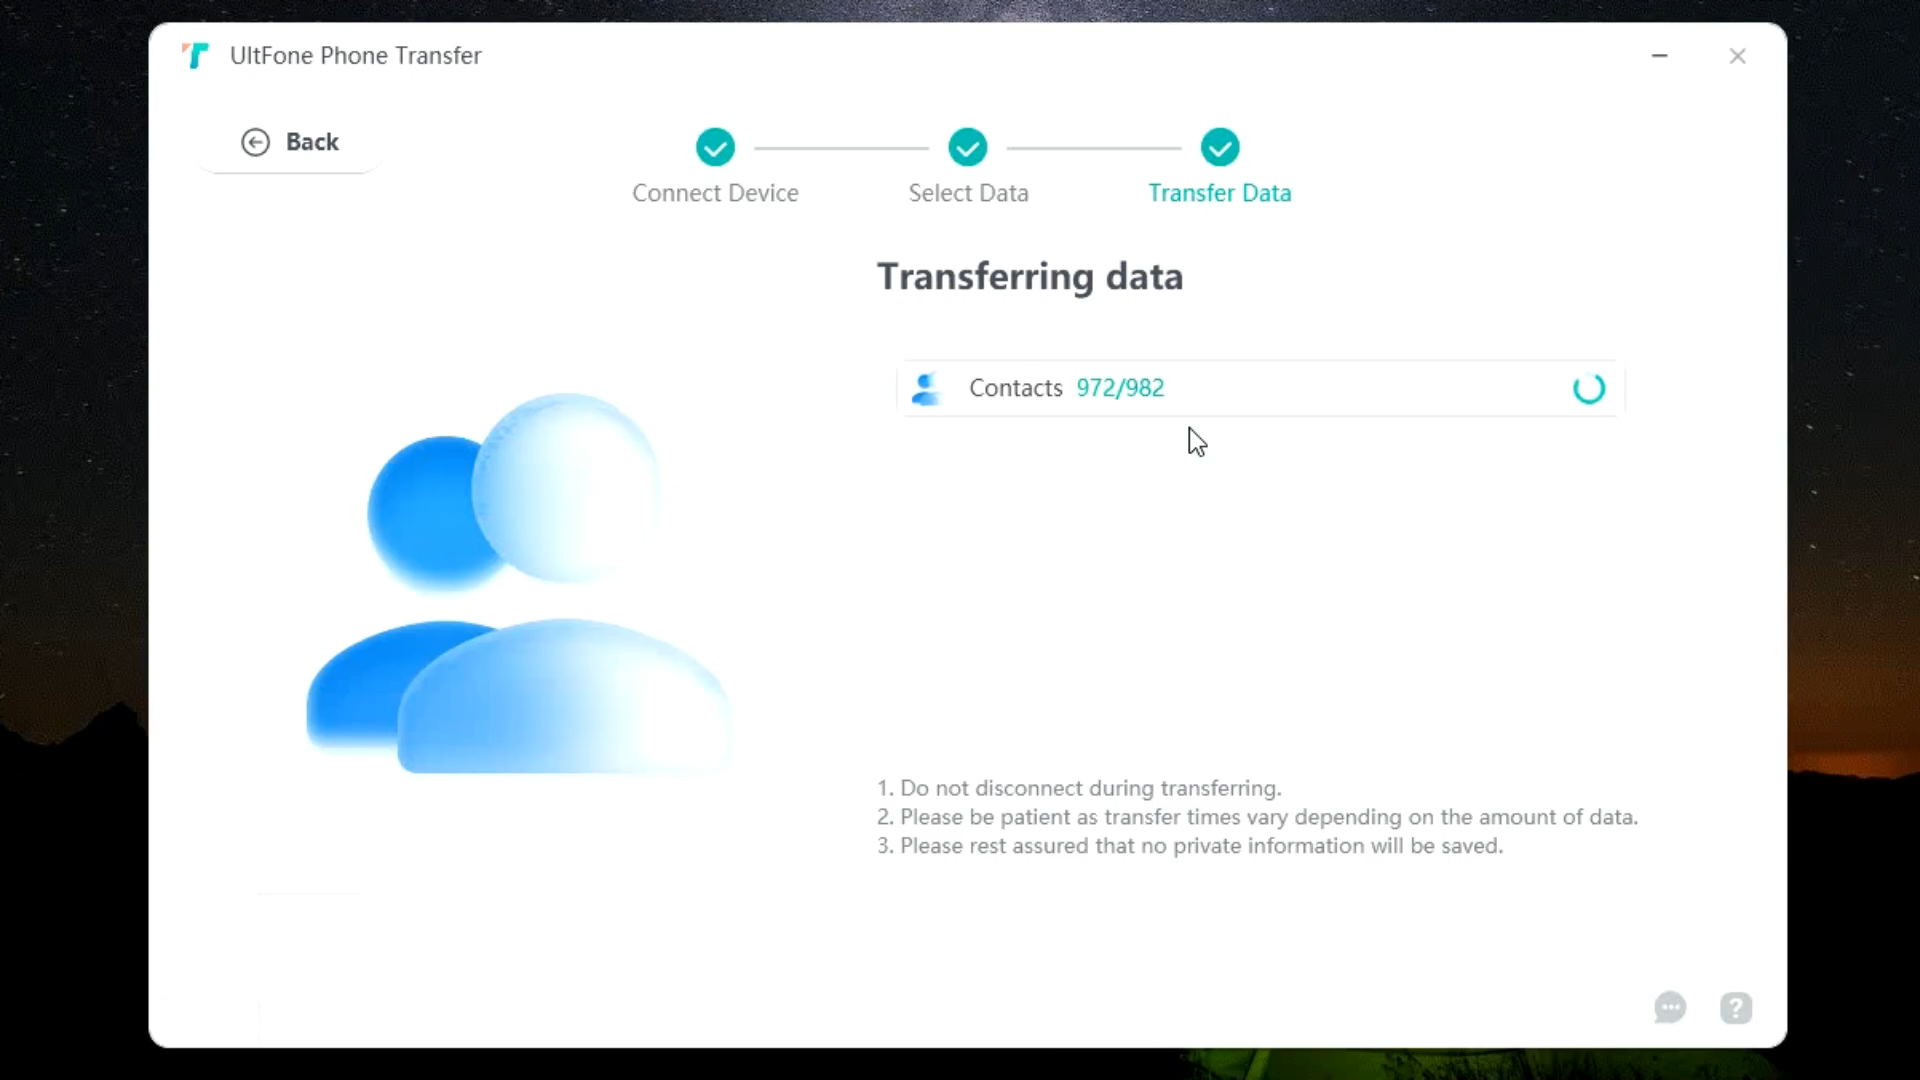 UltFone Phone Transfer
Back
Connect Device
Select Data
Transfer Data
Transferring data
Contacts 972/982
1. Do not disconnect during transferring.
2. Please be patient as transfer times vary depending on the amount of data.
3. Please rest assured that no private information will be saved.